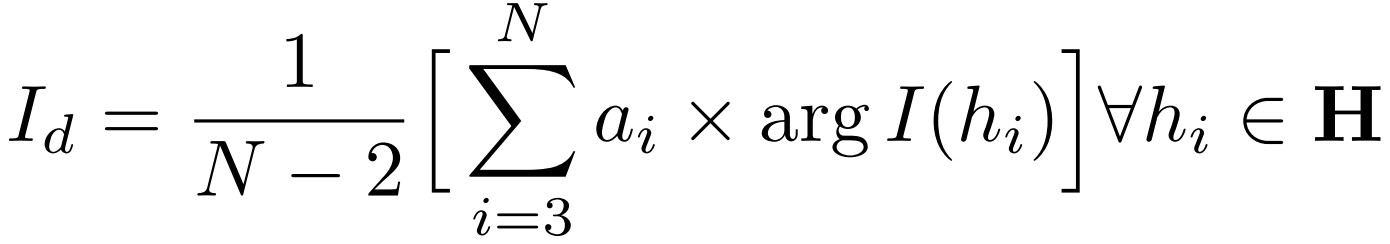 I_d = \frac{1}{N-2} \Big[ \sum_{i=3}^{N} a_i \times \arg I(h_i) \Big] \forall h_i \in \mathbf{H}